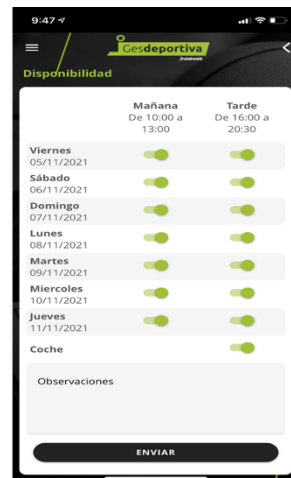 9:47
Gesdeportiva
Indalweb
Disponibilidad
Mañana Tarde
De 10:00 a De 16:00 a
13:00 20:30
Viernes
05/11/2021
Sábado
06/11/2021
Domingo
07/11/2021
Lunes
08/11/2021
Martes
09/11/2021
Miercoles
10/11/2021
Jueves
11/11/2021
Coche
Observaciones
ENVIAR